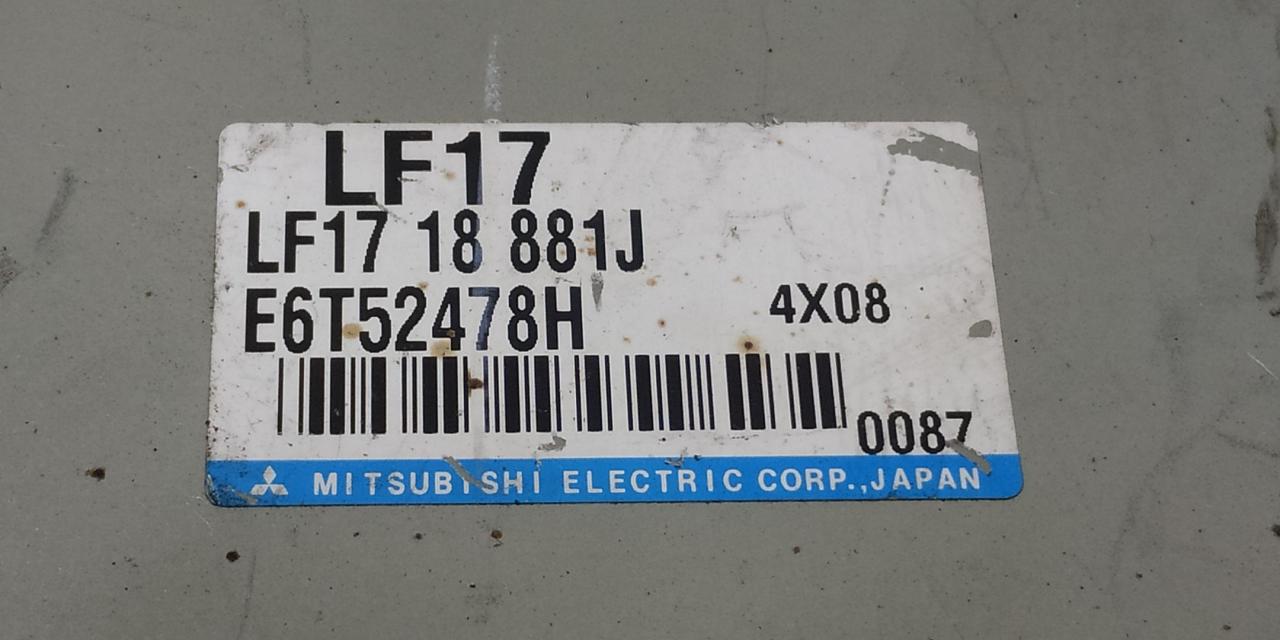 LF17
LF17 18 881J
E6T52478H 4X08
0087
MITSUBISHI ELECTRIC CORP.,JAPAN